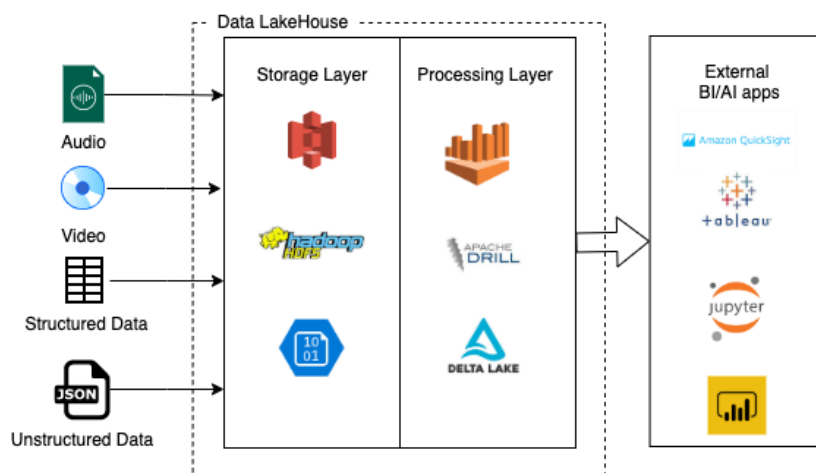 Data LakeHouse
Storage Layer
Processing Layer
External
BI/AI apps
Audio
Video
Structured Data
JSON
Unstructured Data
hadoop
HDFS
10
01
APACHE
DRILL
DELTA LAKE
Amazon QuickSight
+ableau
jupyter